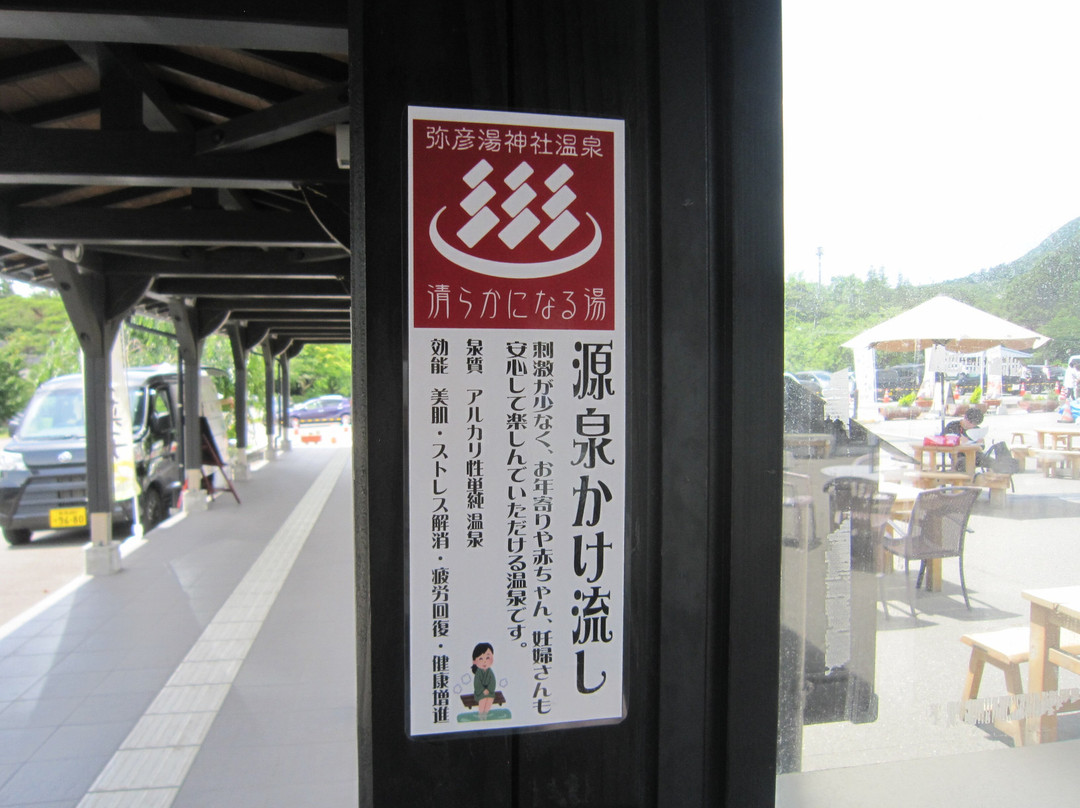 弥彦湯神社温泉
清らかになる湯
源泉かけ流し
刺激が少なく、お年寄りや赤ちゃん、妊婦さんも
安心して楽しんでいただける温泉です。
泉質 アルカリ性単純温泉
効能 美肌・ストレス解消・疲労回復・健康増進